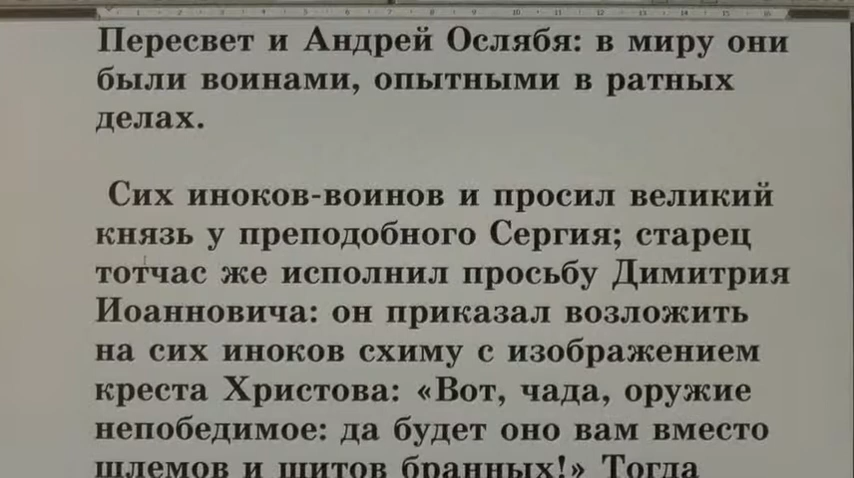 Пересвет и Андрей Ослябя: в миру они
были воинами, опытными в ратных
делах.
Сих иноков-воинов и просил великий
князь у преподобного Сергия; старец
тотчас же исполнил просьбу Димитрия
Иоанновича: он приказал возложить
на сих иноков схиму с изображением
креста Христова: «Вот, чада, оружие
непобедимое: да будет оно вам вместо
шлемов и щитов бранных!» Тогда